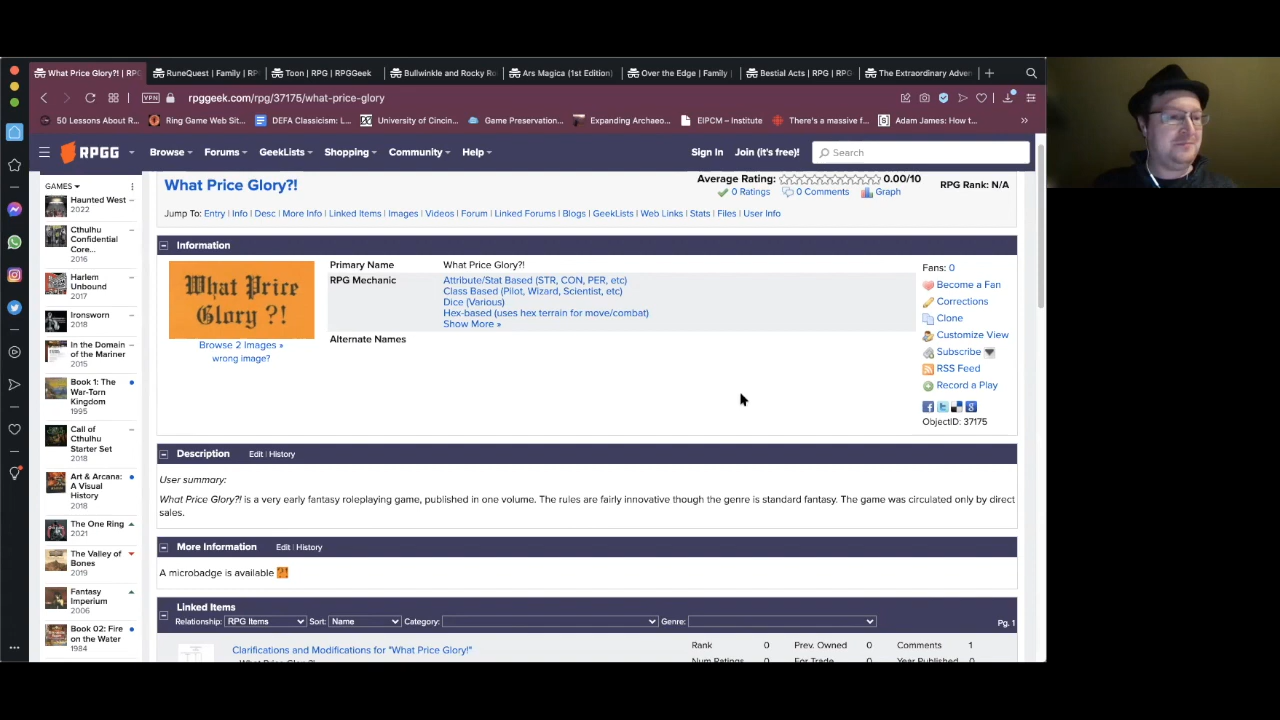 What Price Glory?! | RPG
RuneQuest | Family | RP
Toon | RPG | RPGGeek
Bullwinkle and Rocky Ro
Ars Magica (1st Edition)
Over the Edge | Family |
Bestial Acts | RPG | RPG
The Extraordinary Adven
VPN
rpggeek.com/rpg/37175/what-price-glory
50 Lessons About R...
Ring Game Web Sit...
DEFA Classicism: L...
University of Cincin...
Game Preservation...
Expanding Archaeo...
EIPCM – Institute
There's a massive f...
Adam James: How t...
RPGG
Browse
Forums
GeekLists
Shopping
Community
Help
Sign In
Join (it's free!)
Search
GAMES
Haunted West
2022
Cthulhu
Confidential
Core...
2016
Harlem
Unbound
2017
Ironsworn
2018
In the Domain
of the Mariner
2015
Book 1: The
War-Torn
Kingdom
1995
Call of
Cthulhu
Starter Set
2018
Art & Arcana:
A Visual
History
2018
The One Ring
2021
The Valley of
Bones
2019
Fantasy
Imperium
2006
Book 02: Fire
on the Water
1984
What Price Glory?!
Average Rating: 0.00/10
0 Ratings 0 Comments Graph
RPG Rank: N/A
Jump To: Entry | Info | Desc | More Info | Linked Items | Images | Videos | Forum | Linked Forums | Blogs | GeekLists | Web Links | Stats | Files | User Info
Information
What Price
Glory ?!
Browse 2 Images »
wrong image?
Primary Name What Price Glory?!
RPG Mechanic Attribute/Stat Based (STR, CON, PER, etc)
Class Based (Pilot, Wizard, Scientist, etc)
Dice (Various)
Hex-based (uses hex terrain for move/combat)
Show More »
Alternate Names
Fans: 0
Become a Fan
Corrections
Clone
Customize View
Subscribe
RSS Feed
Record a Play
ObjectID: 37175
Description Edit | History
User summary:
What Price Glory?! is a very early fantasy roleplaying game, published in one volume. The rules are fairly innovative though the genre is standard fantasy. The game was circulated only by direct
sales.
More Information Edit | History
A microbadge is available
Linked Items
Relationship: RPG Items Sort: Name Category: Genre: Pg. 1
Clarifications and Modifications for "What Price Glory!"
Rank 0 Prev. Owned 0 Comments 1